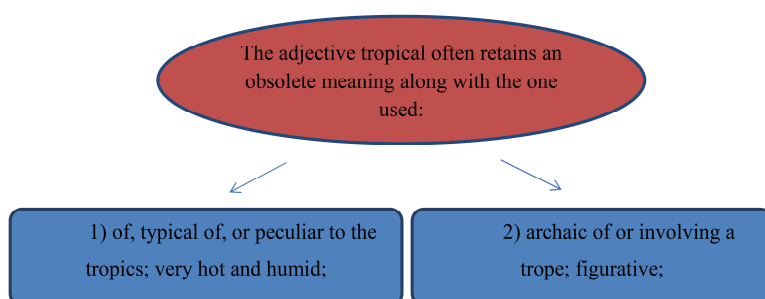 The adjective tropical often retains an
obsolete meaning along with the one
used:
1) of, typical of, or peculiar to the
tropics; very hot and humid;
2) archaic of or involving a
trope; figurative;